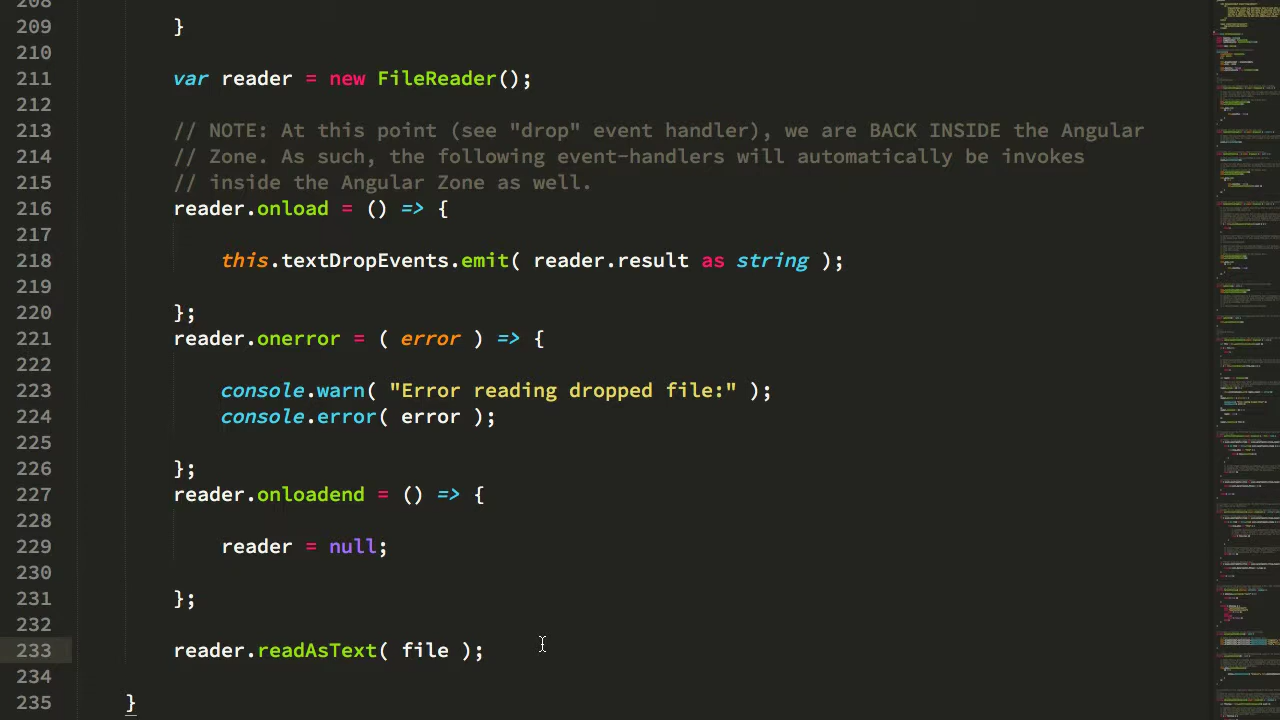 208
209 }
210
211 var reader = new FileReader();
212
213 // NOTE: At this point (see "drop" event handler), we are BACK INSIDE the Angular
214 // Zone. As such, the following event-handlers will automatically be invokes
215 // inside the Angular Zone as well.
216 reader.onload = () => {
217
218 this.textDropEvents.emit( reader.result as string );
219
220 };
221 reader.onerror = ( error ) => {
222
223 console.warn( "Error reading dropped file:" );
224 console.error( error );
225
226 };
227 reader.onloadend = () => {
228
229 reader = null;
230
231 };
232
233 reader.readAsText( file );
234
235 }